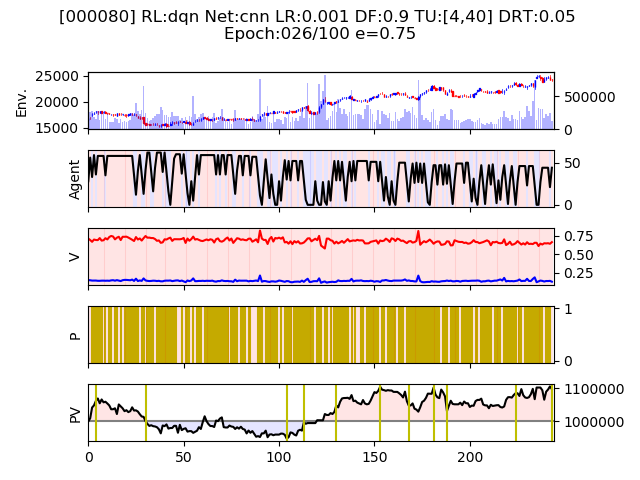 [000080] RL:dqn Net:cnn LR:0.001 DF:0.9 TU:[4,40] DRT:0.05
Epoch:026/100 e=0.75
Env.
25000
20000
15000
500000
0
Agent
50
0
V
0.75
0.50
0.25
P
1
0
PV
1100000
1000000
0
50
100
150
200